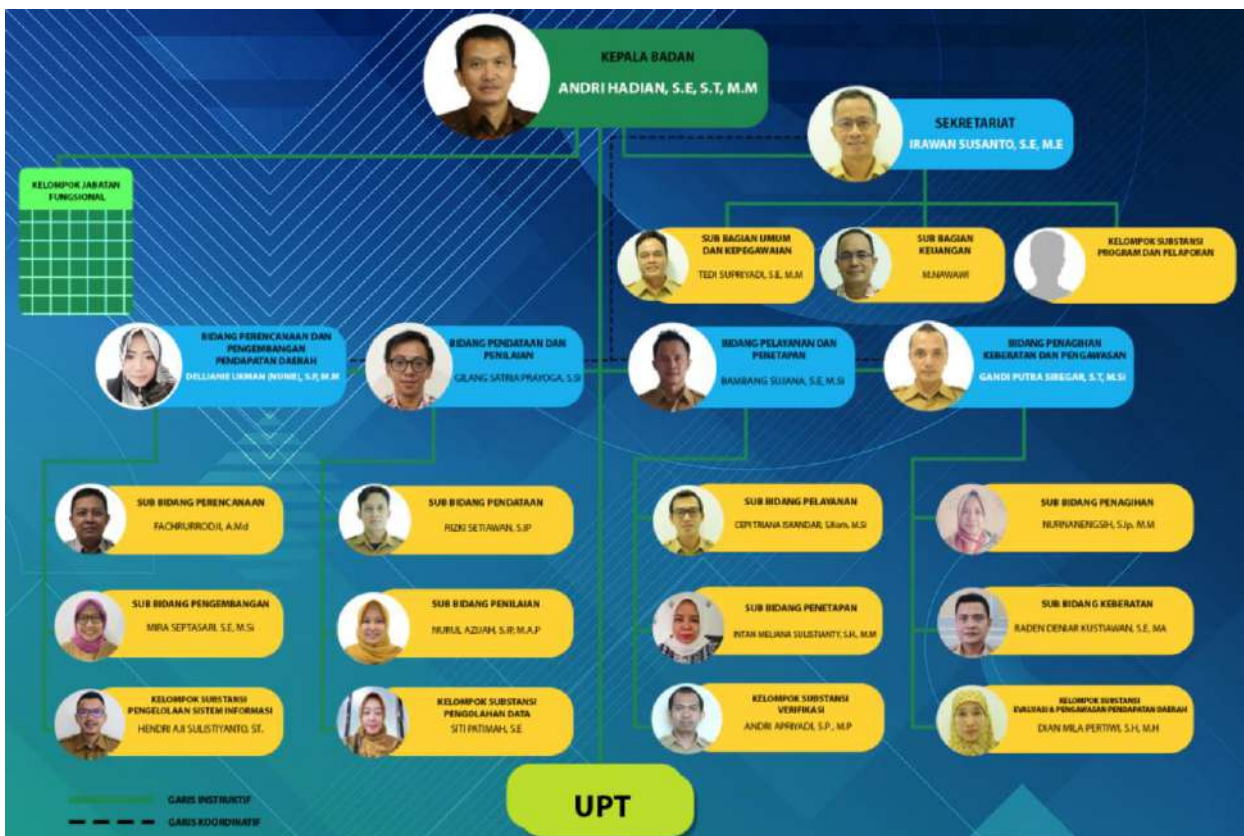 KEPALA BADAN
ANDRI HADIAN, S.E, S.T, M.M
SEKRETARIAT
IRAWAN SUSANTO, S.E, M.E
KELOMPOK JABATAN
FUNGSIONAL
SUB BAGIAN UMUM
DAN KEPEGAWAIAN
TEDI SUPRIYADI, S.E, M.M
SUB BAGIAN
KEUANGAN
M.NAWAWI
KELOMPOK SUBSTANSI
PROGRAM DAN PELAPORAN
BIDANG PERENCANAAN DAN
PENGEMBANGAN
PENDAPATAN DAERAH
DELLIANIE UKMAN (NUNIE), S.P, M.M
BIDANG PENDATAAN DAN
PENILAIAN
GILANG SATRIA PRAYOGA, S.Si
BIDANG PELAYANAN DAN
PENETAPAN
BAMBANG SUJANA, S.E, M.Si
BIDANG PENAGIHAN
KEBERATAN DAN PENGAWASAN
GANDI PUTRA SIREGAR, S.T, M.Si
SUB BIDANG PERENCANAAN
FACHRURRODJI, A.Md
SUB BIDANG PENDATAAN
RIZKI SETIAWAN, S.IP
SUB BIDANG PELAYANAN
CEPI TRIANA ISKANDAR, S.Kom, M.Si
SUB BIDANG PENAGIHAN
NURNANENGSIH, S.Ip, M.M
SUB BIDANG PENGEMBANGAN
MIRA SEPTASARI, S.E, M.Si
SUB BIDANG PENILAIAN
NURUL AZIJAH, S.IP, M.A.P
SUB BIDANG PENETAPAN
INTAN MELIANA SULISTIANTY, S.H., M.M
SUB BIDANG KEBERATAN
RADEN DENIAR KUSTIAWAN, S.E, MA
KELOMPOK SUBSTANSI
PENGELOLAAN SISTEM INFORMASI
HENDRI AJI SULISTIYANTO, ST.
KELOMPOK SUBSTANSI
PENGOLAHAN DATA
SITI PATIMAH, S.E
KELOMPOK SUBSTANSI
VERIFIKASI
ANDRI APRIYADI, S.P., M.P
KELOMPOK SUBSTANSI
EVALUASI & PENGAWASAN PENDAPATAN DAERAH
DIAN MILA PERTIWI, S.H, M.H
UPT
GARIS INSTRUKTIF
GARIS KOORDINATIF